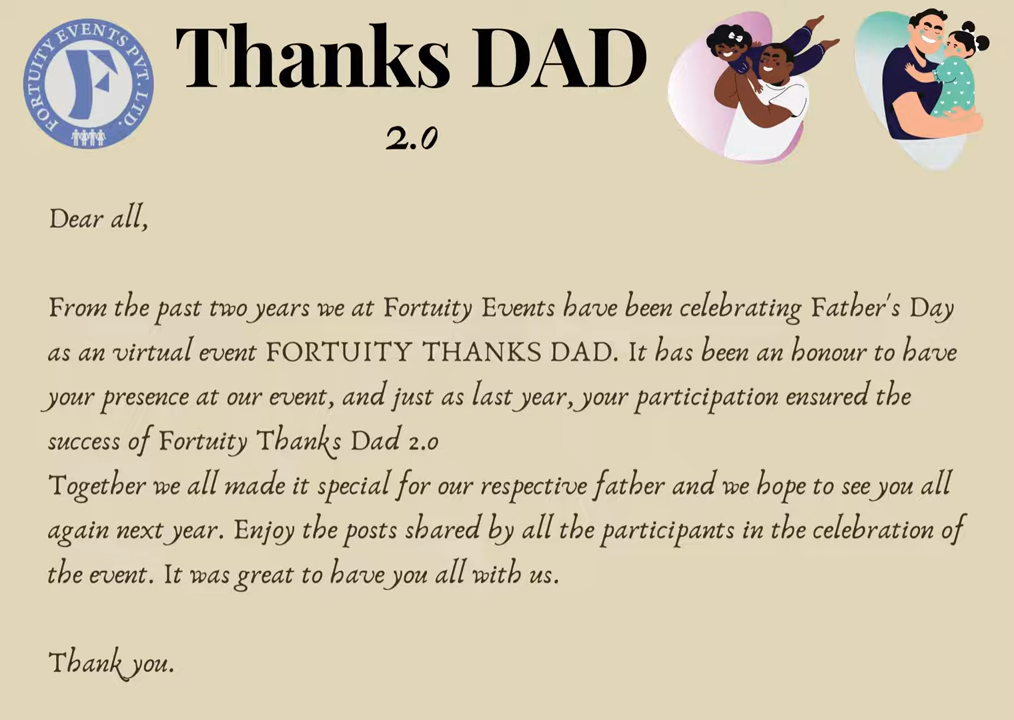 FORTUITY EVENTS PVT. LTD.
F
Thanks DAD
2.0
Dear all,
From the past two years we at Fortuity Events have been celebrating Father's Day
as an virtual event FORTUITY THANKS DAD. It has been an honour to have
your presence at our event, and just as last year, your participation ensured the
success of Fortuity Thanks Dad 2.0
Together we all made it special for our respective father and we hope to see you all
again next year. Enjoy the posts shared by all the participants in the celebration of
the event. It was great to have you all with us.
Thank you.